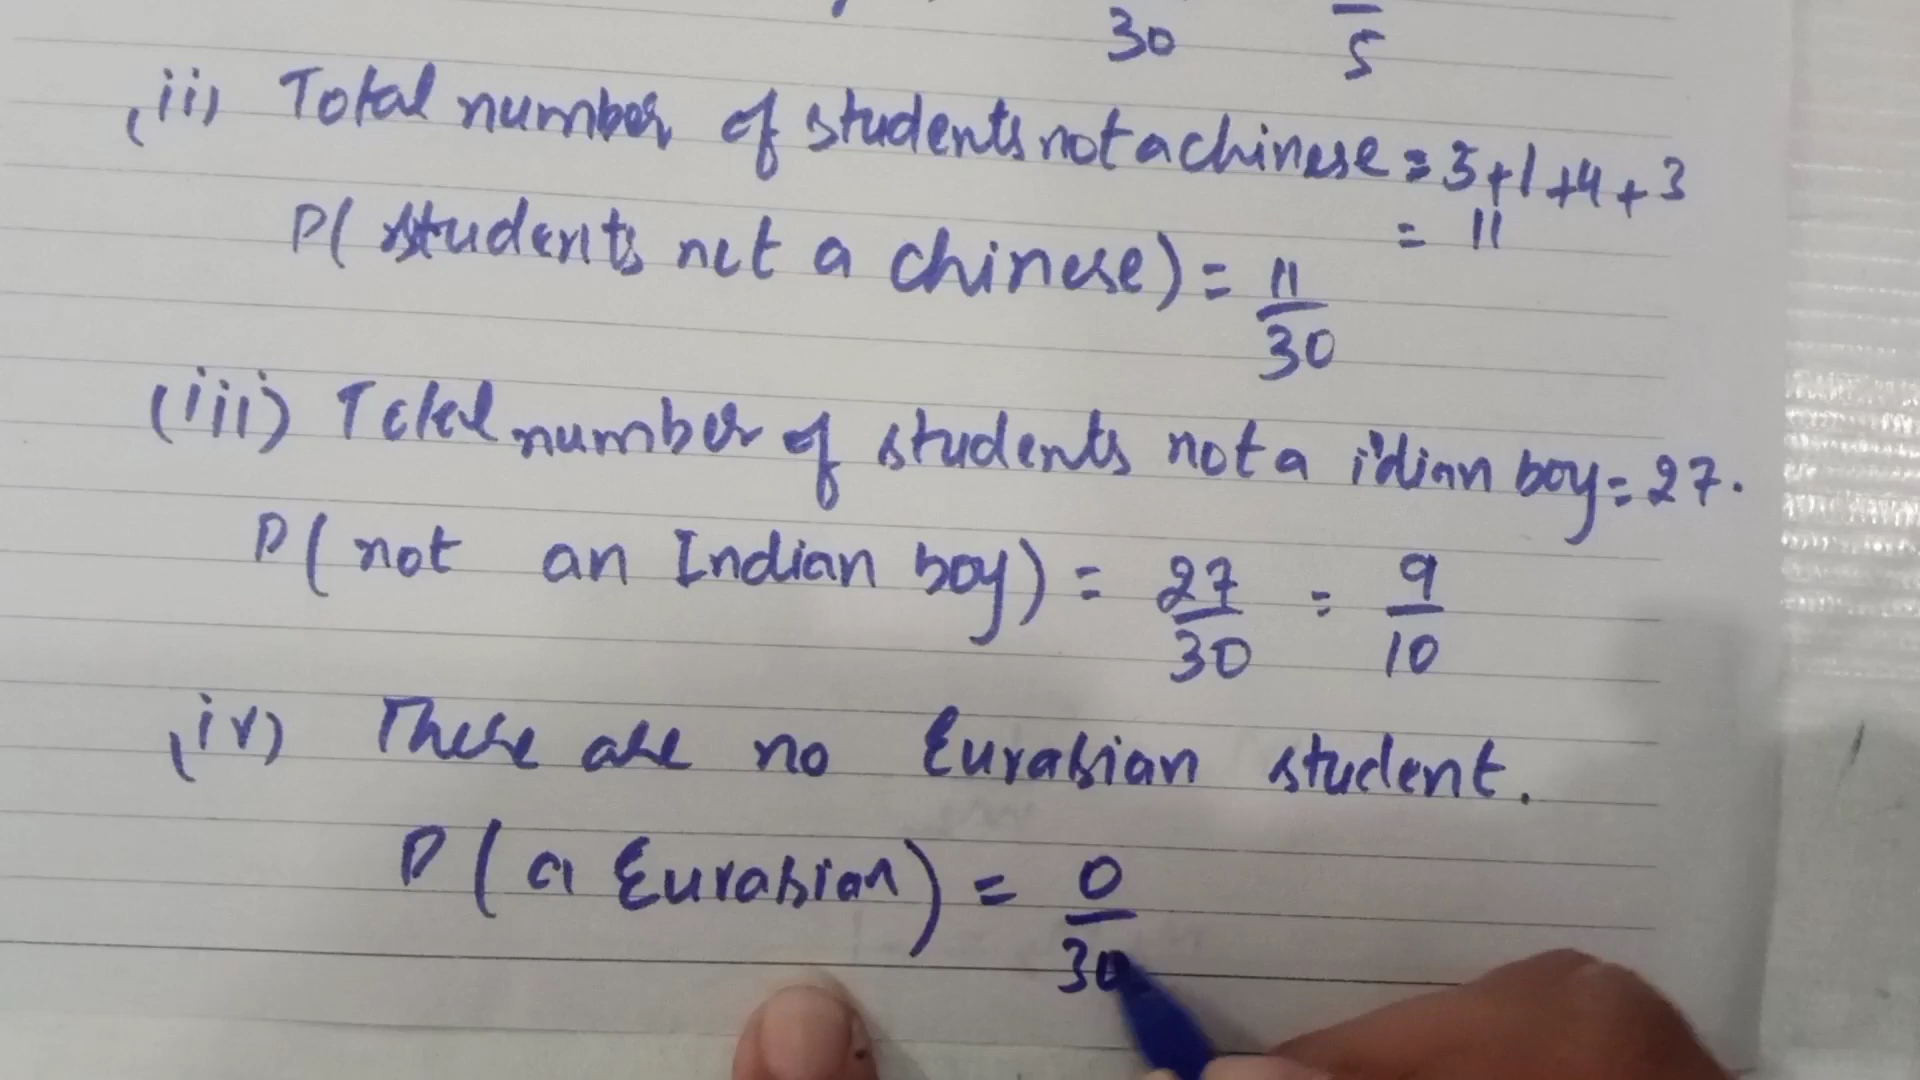 30 5
(ii) Total number of students not a chinese = 3+1+4+3
= 11
P( students not a chinese) = 11/30
(iii) Total number of students not a idian boy = 27.
P( not an Indian boy) = 27/30 = 9/10
(iv) There are no Eurasian student.
P( a Eurasian) = 0/30